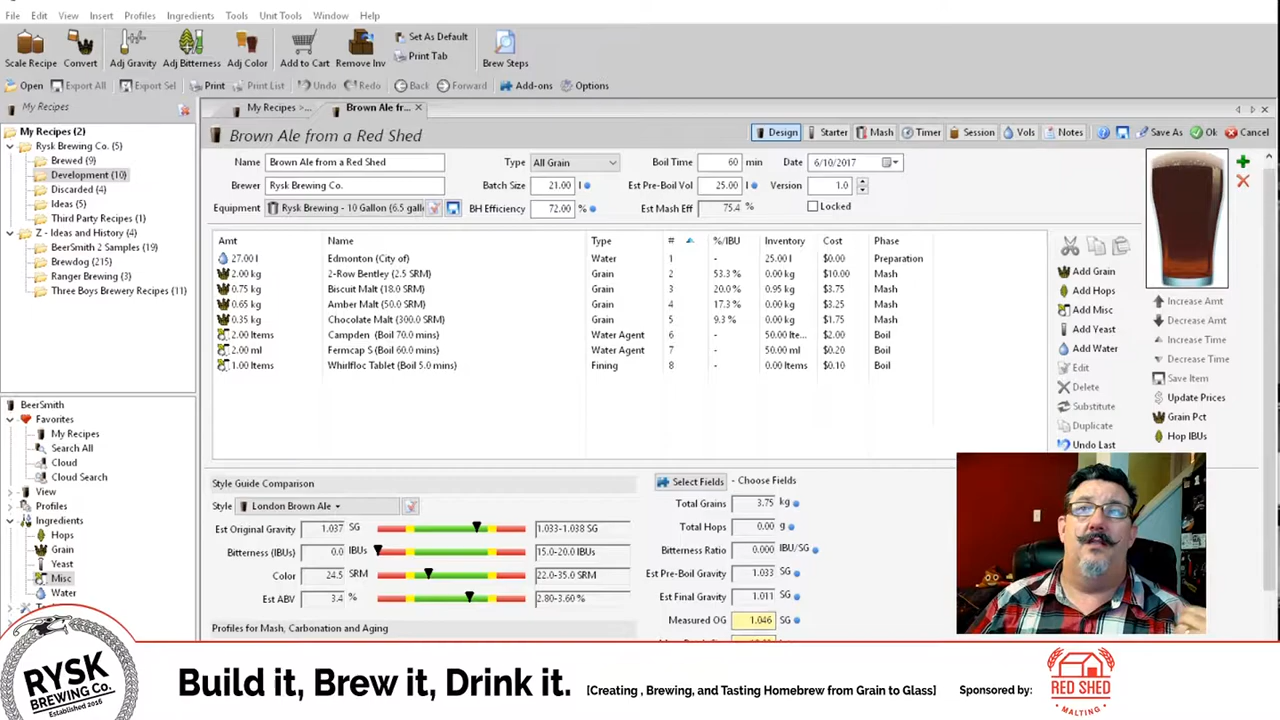 File Edit View Insert Profiles Ingredients Tools Unit Tools Window Help
Scale Recipe Convert Adj Gravity Adj Bitterness Adj Color Add to Cart Remove Inv Set As Default Print Tab Brew Steps
Open Export All Export Sel Print Print List Undo Redo Back Forward Add-ons Options
My Recipes
My Recipes >... Brown Ale fr...
My Recipes (2)
Rysk Brewing Co. (5)
Brewed (9)
Development (10)
Discarded (4)
Ideas (5)
Third Party Recipes (1)
Z - Ideas and History (4)
BeerSmith 2 Samples (19)
Brewdog (215)
Ranger Brewing (3)
Three Boys Brewery Recipes (11)
BeerSmith
Favorites
My Recipes
Search All
Cloud
Cloud Search
View
Profiles
Ingredients
Hops
Grain
Yeast
Misc
Water
Brown Ale from a Red Shed Design Starter Mash Timer Session Vols Notes Save As Ok Cancel
Name Brown Ale from a Red Shed Type All Grain Boil Time 60 min Date 6/10/2017
Brewer Rysk Brewing Co. Batch Size 21.00 l Est Pre-Boil Vol 25.00 l Version 1.0
Equipment Rysk Brewing - 10 Gallon (6.5 gall BH Efficiency 72.00 % Est Mash Eff 75.4 % Locked
Amt Name Type # %/IBU Inventory Cost Phase
27.00 l Edmonton (City of) Water 1 - 25.00 l $0.00 Preparation
2.00 kg 2-Row Bentley (2.5 SRM) Grain 2 53.3 % 0.00 kg $10.00 Mash
0.75 kg Biscuit Malt (18.0 SRM) Grain 3 20.0 % 0.95 kg $3.75 Mash
0.65 kg Amber Malt (50.0 SRM) Grain 4 17.3 % 0.00 kg $3.25 Mash
0.35 kg Chocolate Malt (300.0 SRM) Grain 5 9.3 % 0.00 kg $1.75 Mash
2.00 Items Campden (Boil 70.0 mins) Water Agent 6 - 50.00 Ite... $2.00 Boil
2.00 ml Fermcap S (Boil 60.0 mins) Water Agent 7 - 50.00 ml $0.20 Boil
1.00 Items Whirlfloc Tablet (Boil 5.0 mins) Fining 8 - 0.00 Items $0.10 Boil
Add Grain
Add Hops
Add Misc
Add Yeast
Add Water
Edit
Delete
Substitute
Duplicate
Undo Last
Increase Amt
Decrease Amt
Increase Time
Decrease Time
Save Item
Update Prices
Grain Pct
Hop IBUs
Style Guide Comparison
Style London Brown Ale
Est Original Gravity 1.037 SG 1.033-1.038 SG
Bitterness (IBUs) 0.0 IBUs 15.0-20.0 IBUs
Color 24.5 SRM 22.0-35.0 SRM
Est ABV 3.4 % 2.80-3.60 %
Profiles for Mash, Carbonation and Aging
Select Fields - Choose Fields
Total Grains 3.75 kg
Total Hops 0.00 g
Bitterness Ratio 0.000 IBU/SG
Est Pre-Boil Gravity 1.033 SG
Est Final Gravity 1.011 SG
Measured OG 1.046 SG
RYSK
BREWING Co.
Established 2016
Build it, Brew it, Drink it. [Creating , Brewing, and Tasting Homebrew from Grain to Glass] Sponsored by:
RED SHED
MALTING